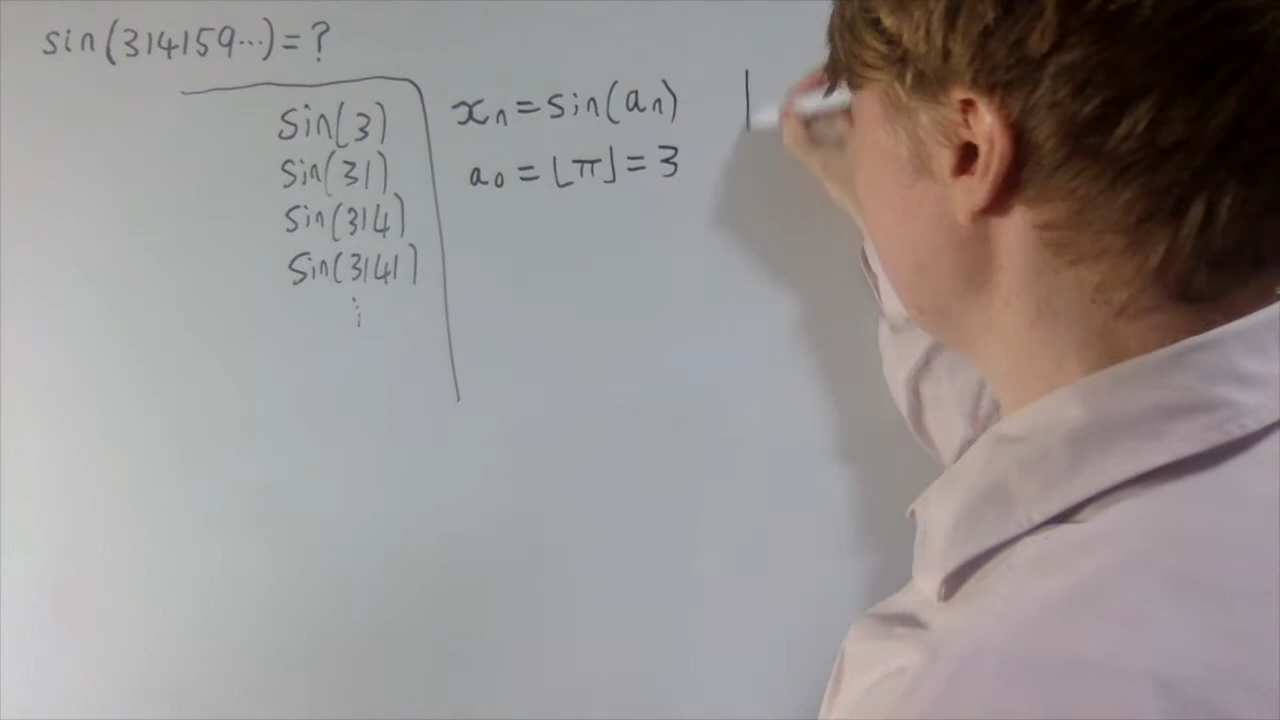 sin(314159...) = ?
sin(3)
sin(31)
sin(314)
sin(3141)
⋮
xₙ = sin(aₙ)
a₀ = ⌊π⌋ = 3